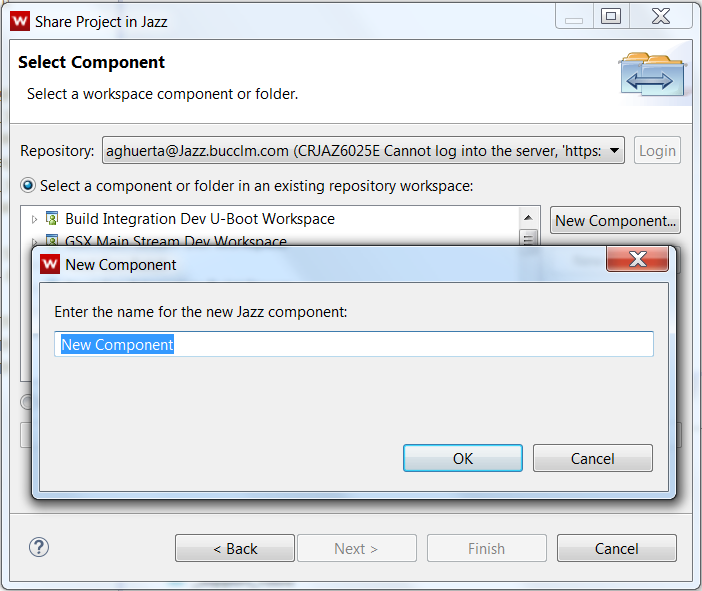 Share Project in Jazz
Select Component
Select a workspace component or folder.
Repository: aghuerta@Jazz.bucclm.com (CRJAZ6025E Cannot log into the server, 'https: Login
Select a component or folder in an existing repository workspace:
Build Integration Dev U-Boot Workspace
New Component...
GSX Main Stream Dev Workspace
New Component
Enter the name for the new Jazz component:
New Component
OK Cancel
< Back Next > Finish Cancel